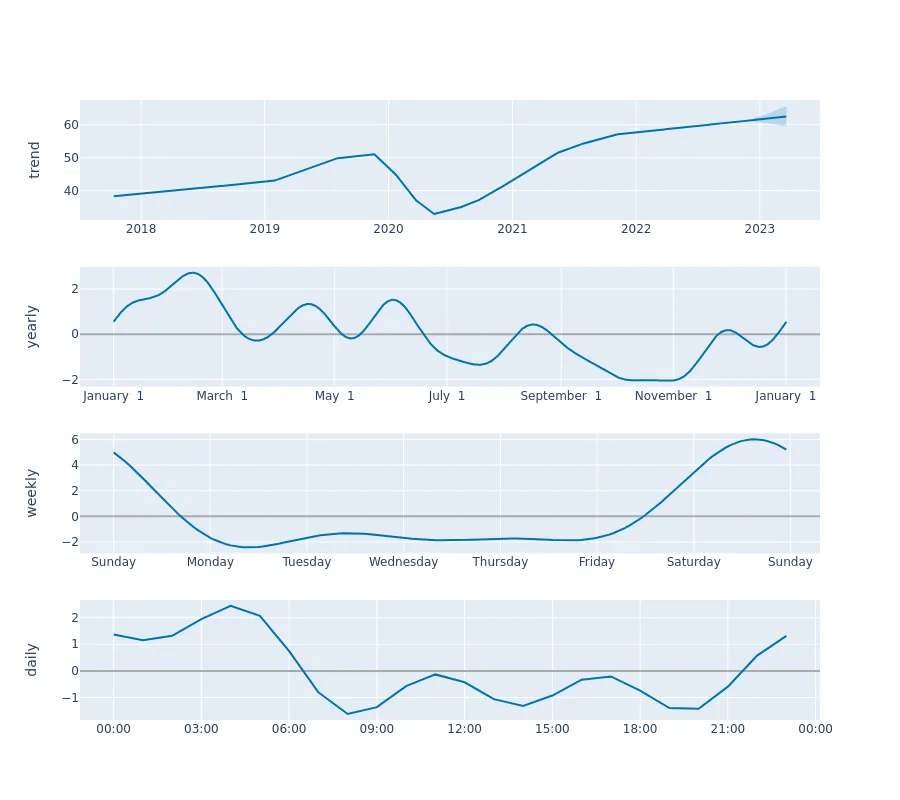 trend
60
50
40
2018 2019 2020 2021 2022 2023
yearly
2
0
−2
January 1 March 1 May 1 July 1 September 1 November 1 January 1
weekly
6
4
2
0
−2
Sunday Monday Tuesday Wednesday Thursday Friday Saturday Sunday
daily
2
1
0
−1
00:00 03:00 06:00 09:00 12:00 15:00 18:00 21:00 00:00